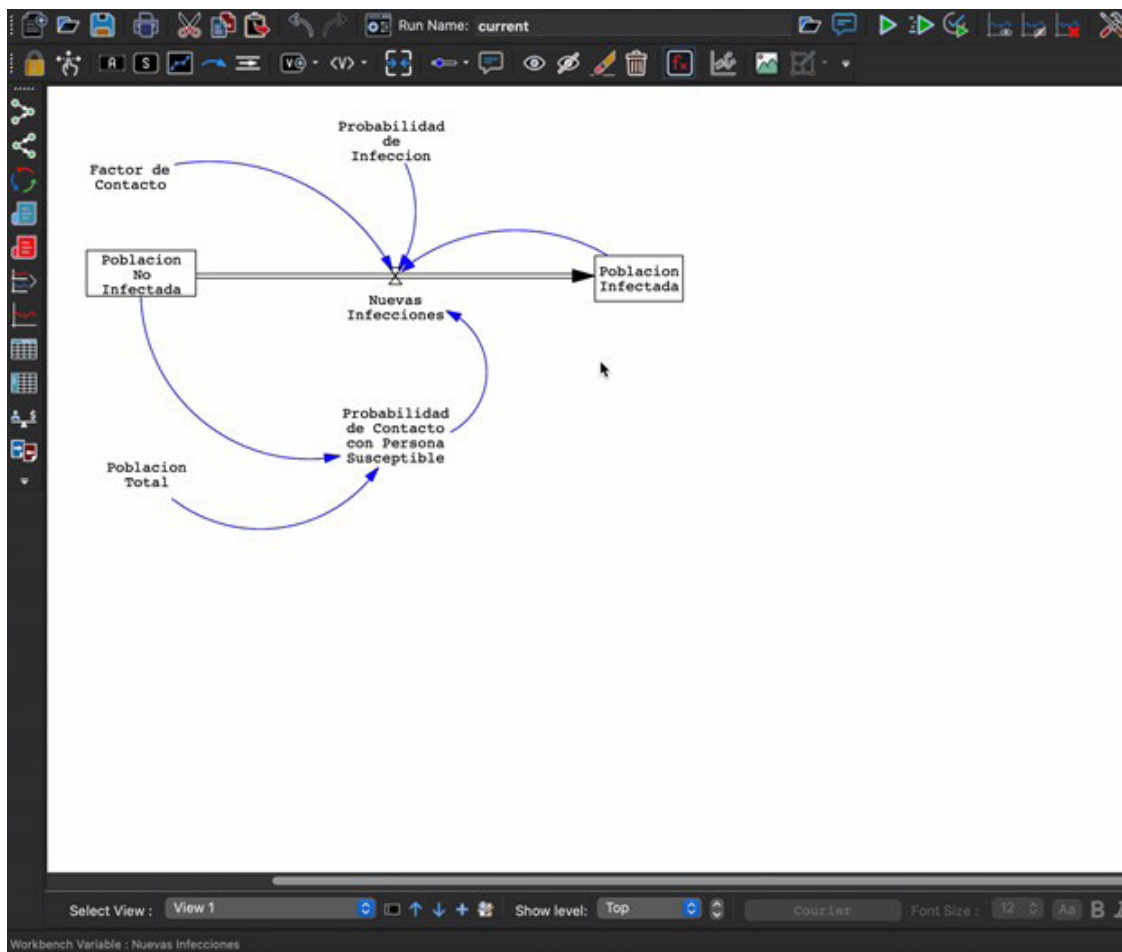 Run Name: current
A S V <V> fx
Probabilidad
de
Infeccion
Factor de
Contacto
Poblacion
No
Infectada
Poblacion
Infectada
Nuevas
Infecciones
Probabilidad
de Contacto
con Persona
Susceptible
Poblacion
Total
Select View : View 1 Show level: Top Courier Font Size : 12 Aa B
Workbench Variable : Nuevas Infecciones